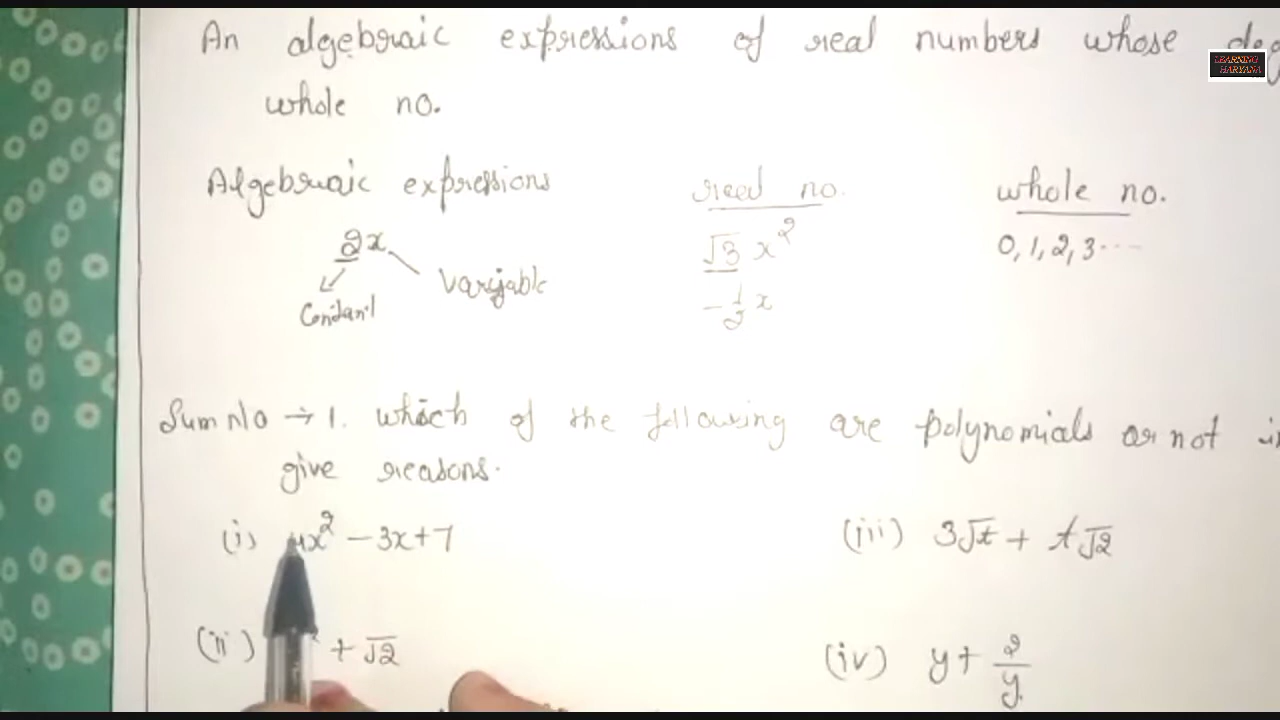 An algebraic expressions of real numbers whose
LEARNING
HARYANA
whole no.
Algebraic expressions real no. whole no.
2x √3 x² 0, 1, 2, 3....
Variable
Constant -1/2 x
Sum No → 1. which of the following are polynomials or not
give reasons.
(i) 4x² - 3x + 7 (iii) 3√t + t√2
(ii) + √2 (iv) y + 2/y